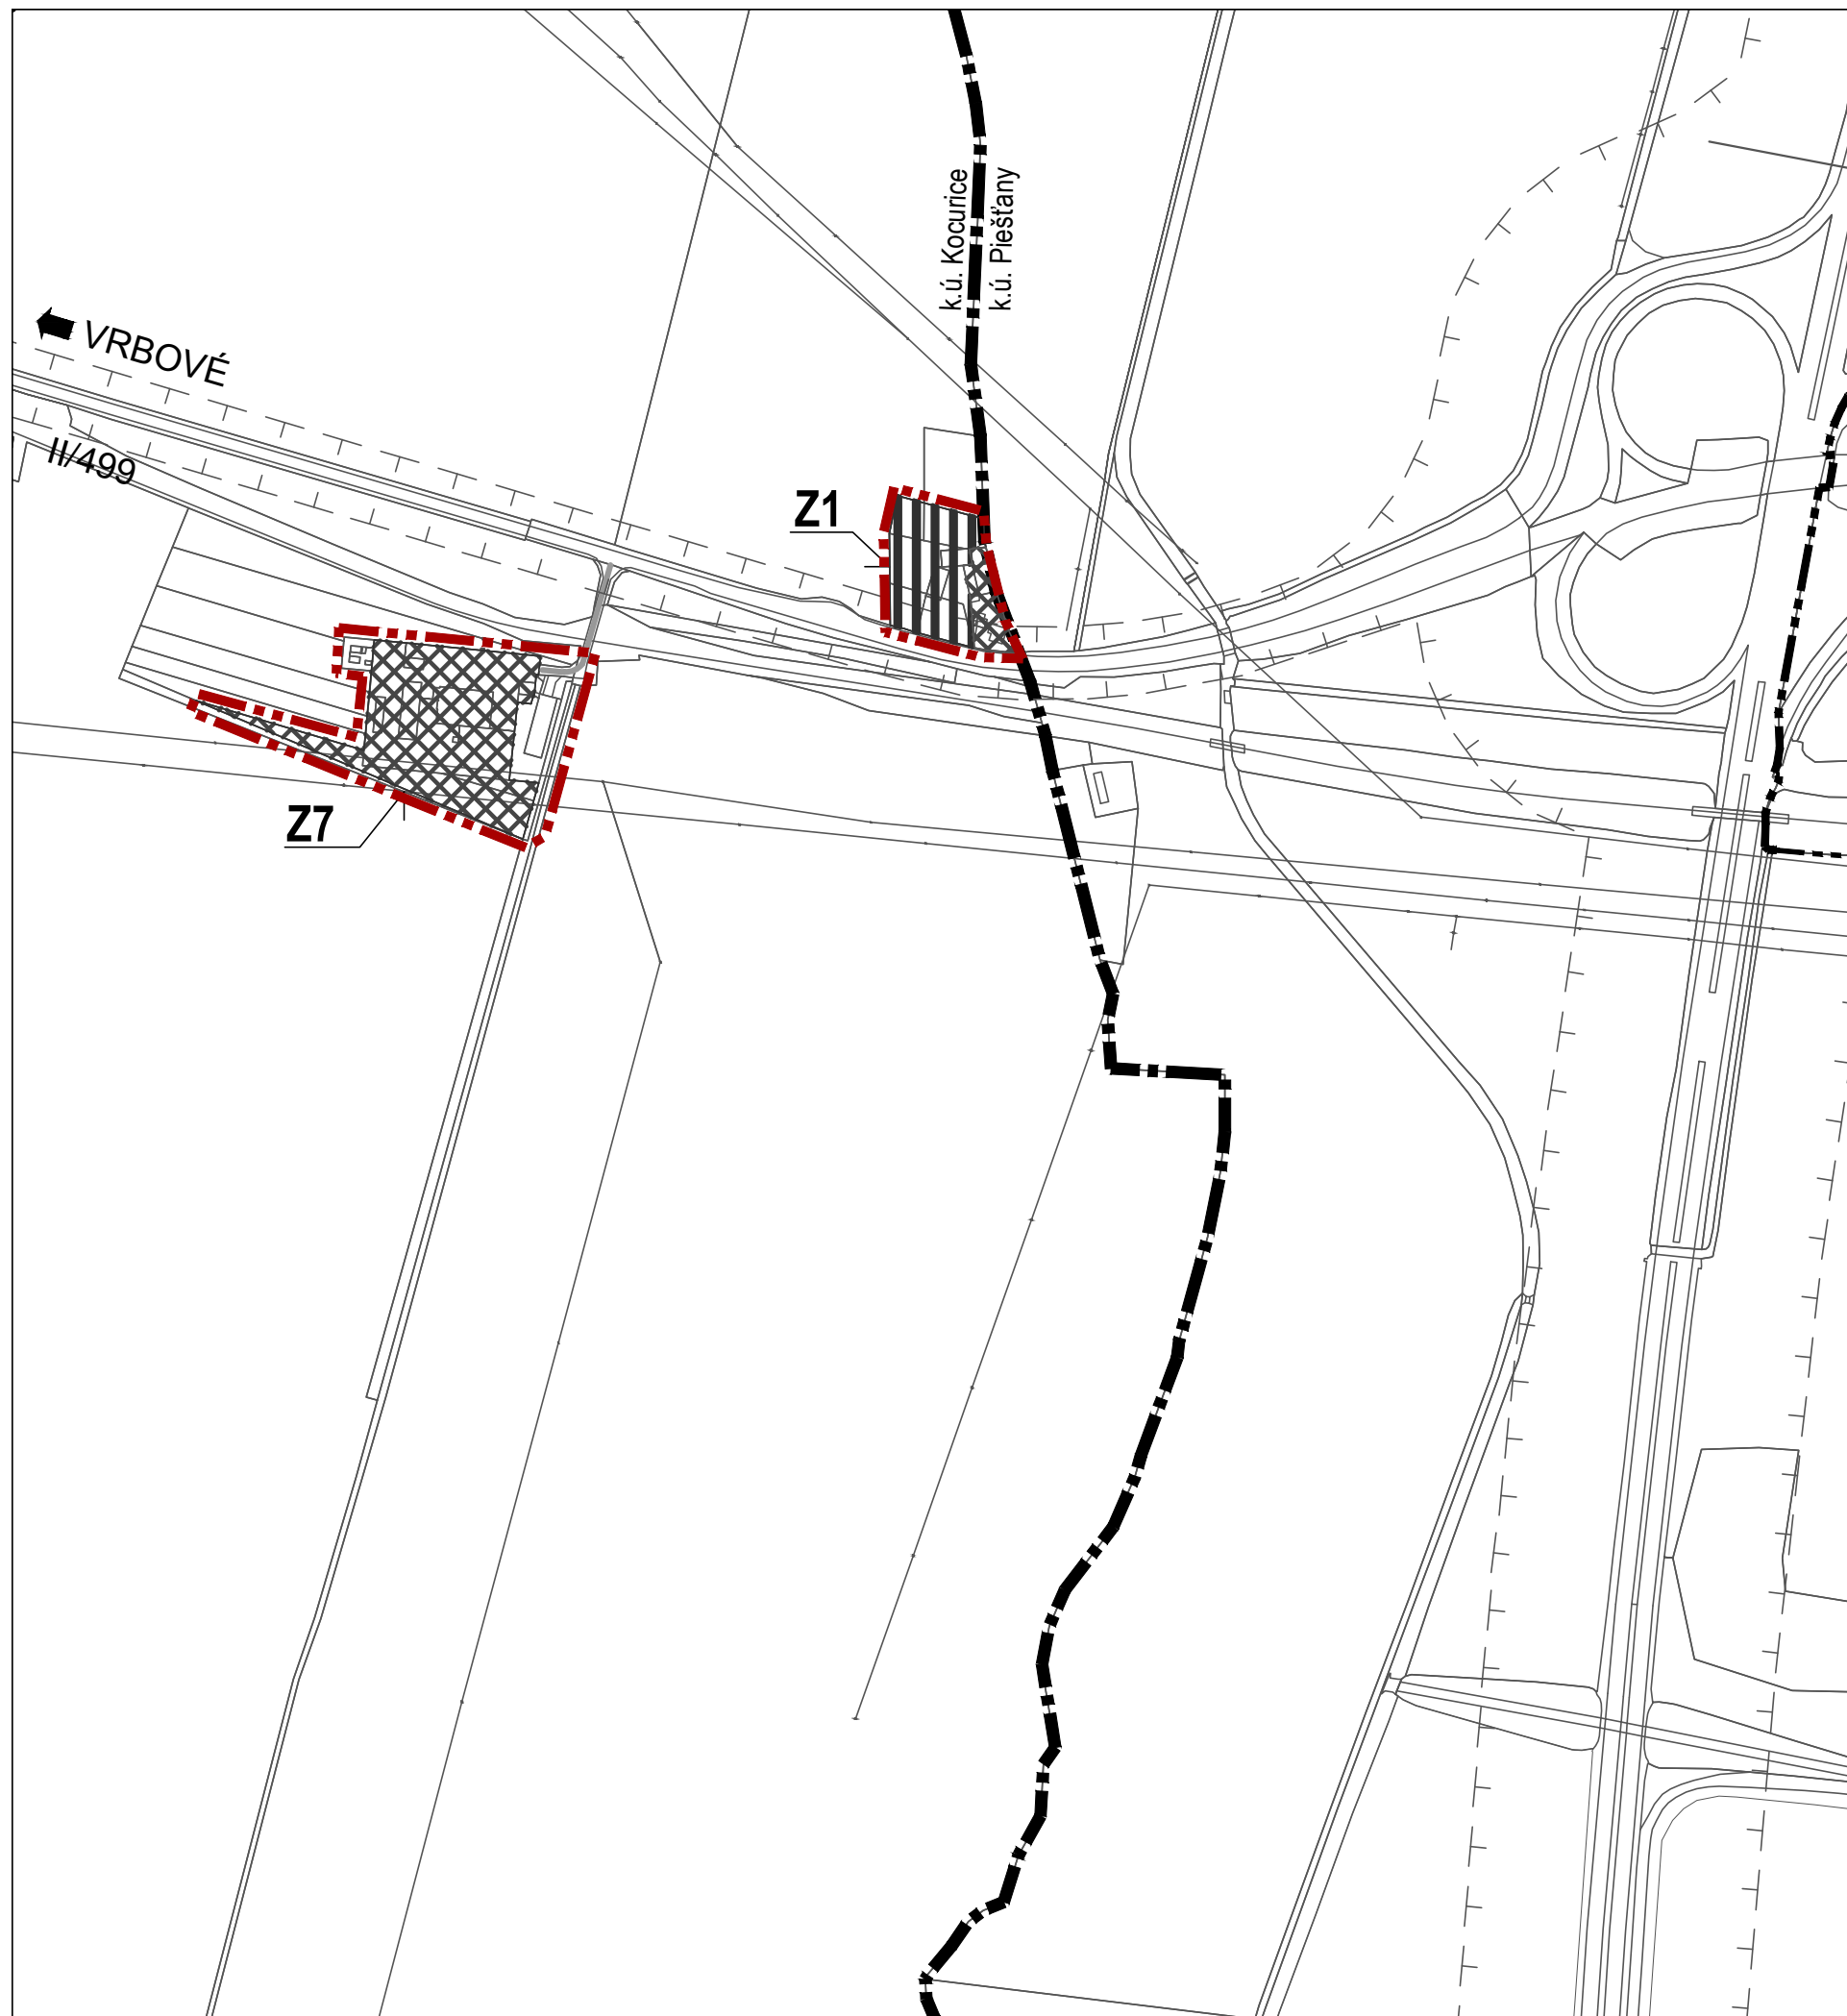 k.ú. Kocurice
k.ú. Piešťany
VRBOVÉ
II/499
Z1
Z7